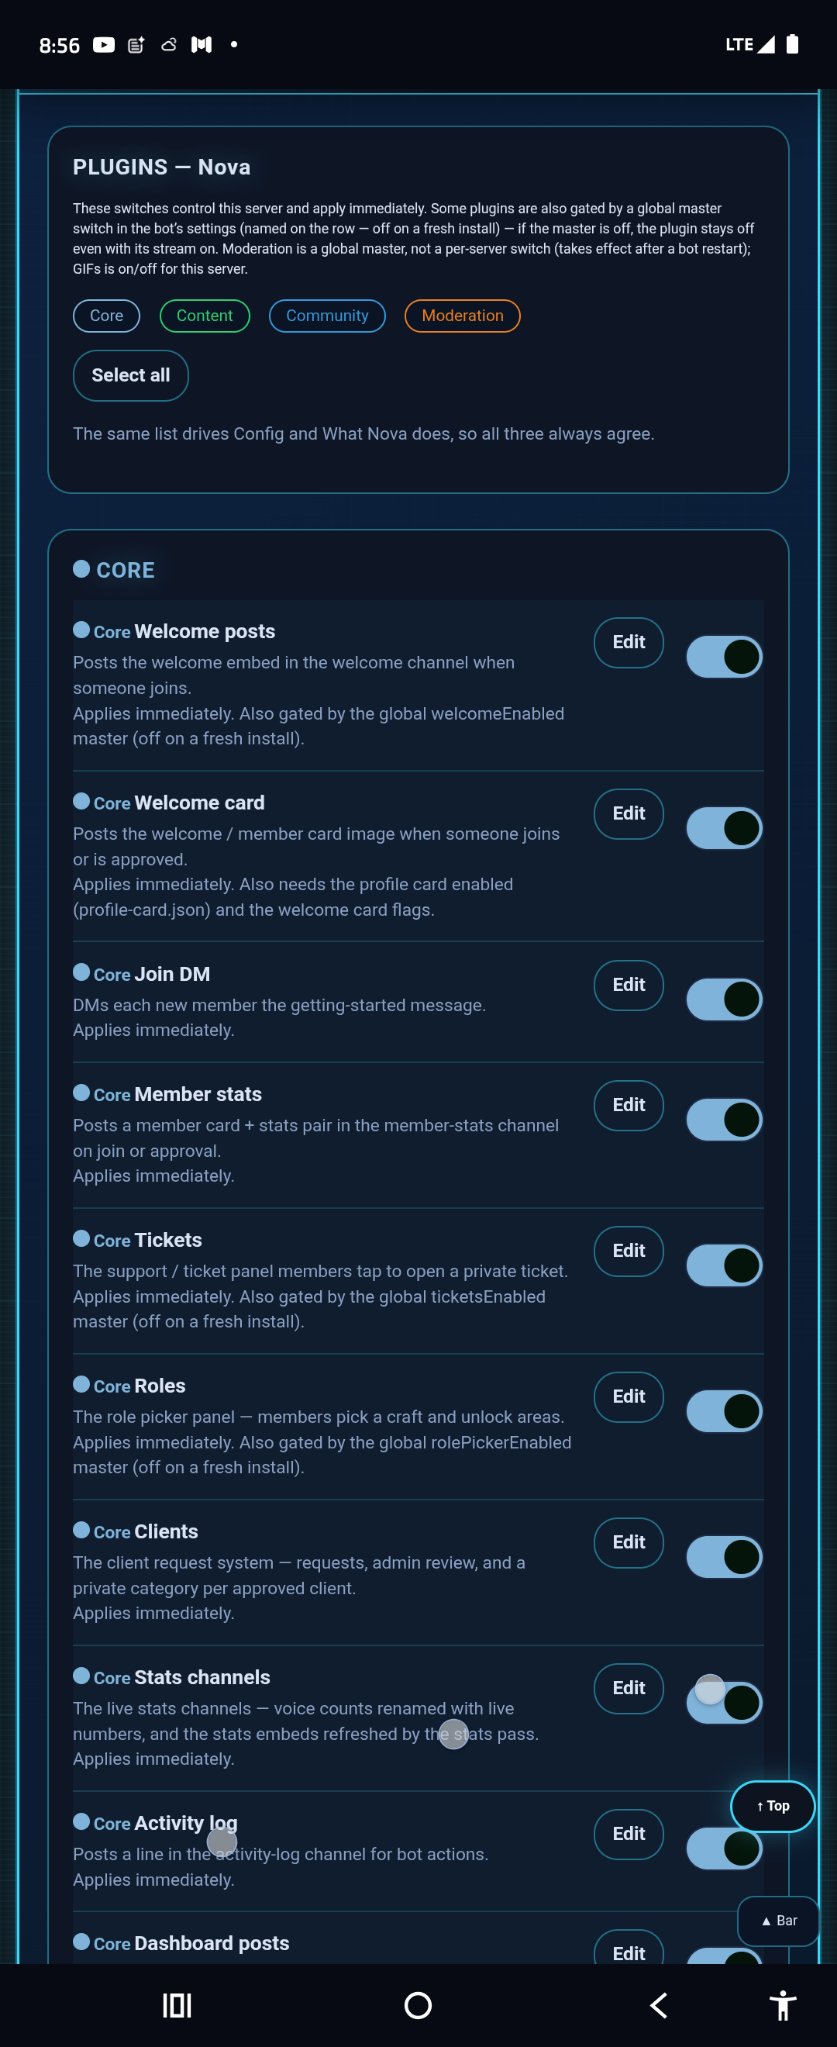 8:56
LTE
PLUGINS — Nova
These switches control this server and apply immediately. Some plugins are also gated by a global master
switch in the bot's settings (named on the row — off on a fresh install) — if the master is off, the plugin stays off
even with its stream on. Moderation is a global master, not a per-server switch (takes effect after a bot restart);
GIFs is on/off for this server.
Core Content Community Moderation
Select all
The same list drives Config and What Nova does, so all three always agree.
CORE
Core Welcome posts
Edit
Posts the welcome embed in the welcome channel when
someone joins.
Applies immediately. Also gated by the global welcomeEnabled
master (off on a fresh install).
Core Welcome card
Edit
Posts the welcome / member card image when someone joins
or is approved.
Applies immediately. Also needs the profile card enabled
(profile-card.json) and the welcome card flags.
Core Join DM
Edit
DMs each new member the getting-started message.
Applies immediately.
Core Member stats
Edit
Posts a member card + stats pair in the member-stats channel
on join or approval.
Applies immediately.
Core Tickets
Edit
The support / ticket panel members tap to open a private ticket.
Applies immediately. Also gated by the global ticketsEnabled
master (off on a fresh install).
Core Roles
Edit
The role picker panel — members pick a craft and unlock areas.
Applies immediately. Also gated by the global rolePickerEnabled
master (off on a fresh install).
Core Clients
Edit
The client request system — requests, admin review, and a
private category per approved client.
Applies immediately.
Core Stats channels
Edit
The live stats channels — voice counts renamed with live
numbers, and the stats embeds refreshed by the stats pass.
Applies immediately.
↑ Top
Core Activity log
Edit
Posts a line in the activity-log channel for bot actions.
Applies immediately.
▲ Bar
Core Dashboard posts
Edit